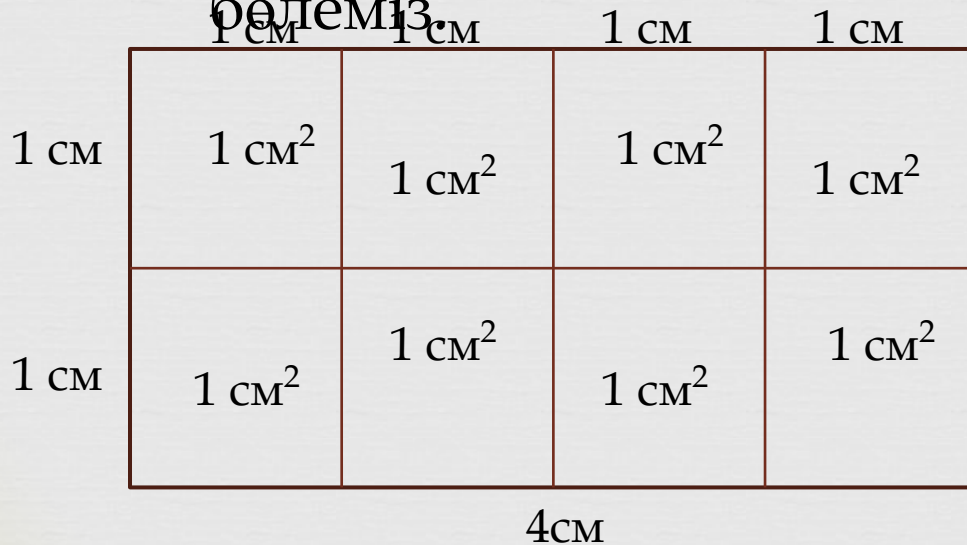 бөлеміз.
1 см 1 см 1 см 1 см
1 см 1 см² 1 см² 1 см² 1 см²
1 см 1 см² 1 см² 1 см² 1 см²
4см